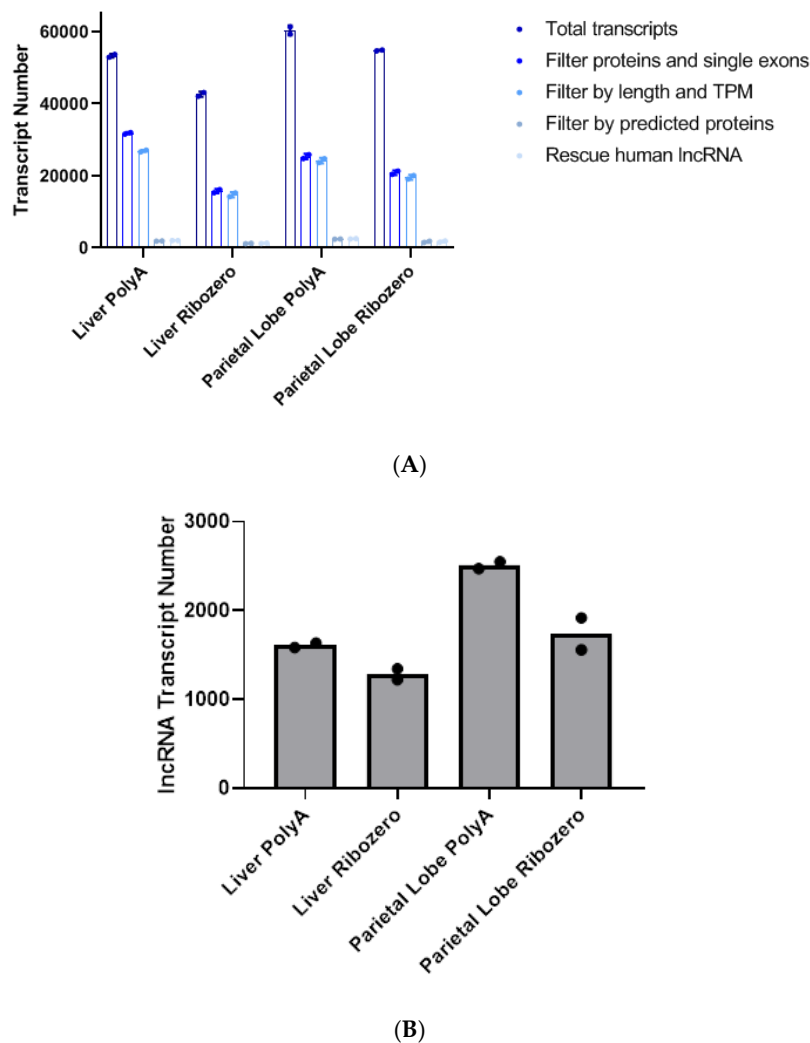 60000
40000
20000
0
Transcript Number
Liver PolyA
Liver Ribozero
Parietal Lobe PolyA
Parietal Lobe Ribozero
Total transcripts
Filter proteins and single exons
Filter by length and TPM
Filter by predicted proteins
Rescue human lncRNA
(A)
3000
2000
1000
0
lncRNA Transcript Number
Liver PolyA
Liver Ribozero
Parietal Lobe PolyA
Parietal Lobe Ribozero
(B)